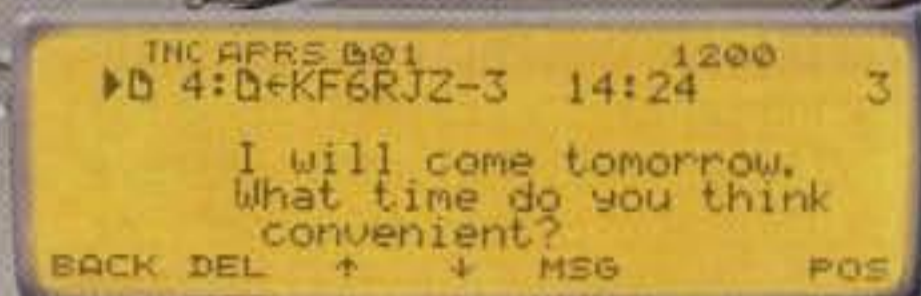 TNC APRS 01 1200
4: ←KF6RJZ-3 14:24 3
I will come tomorrow.
What time do you think
convenient?
BACK DEL ↑ ↓ MSG POS